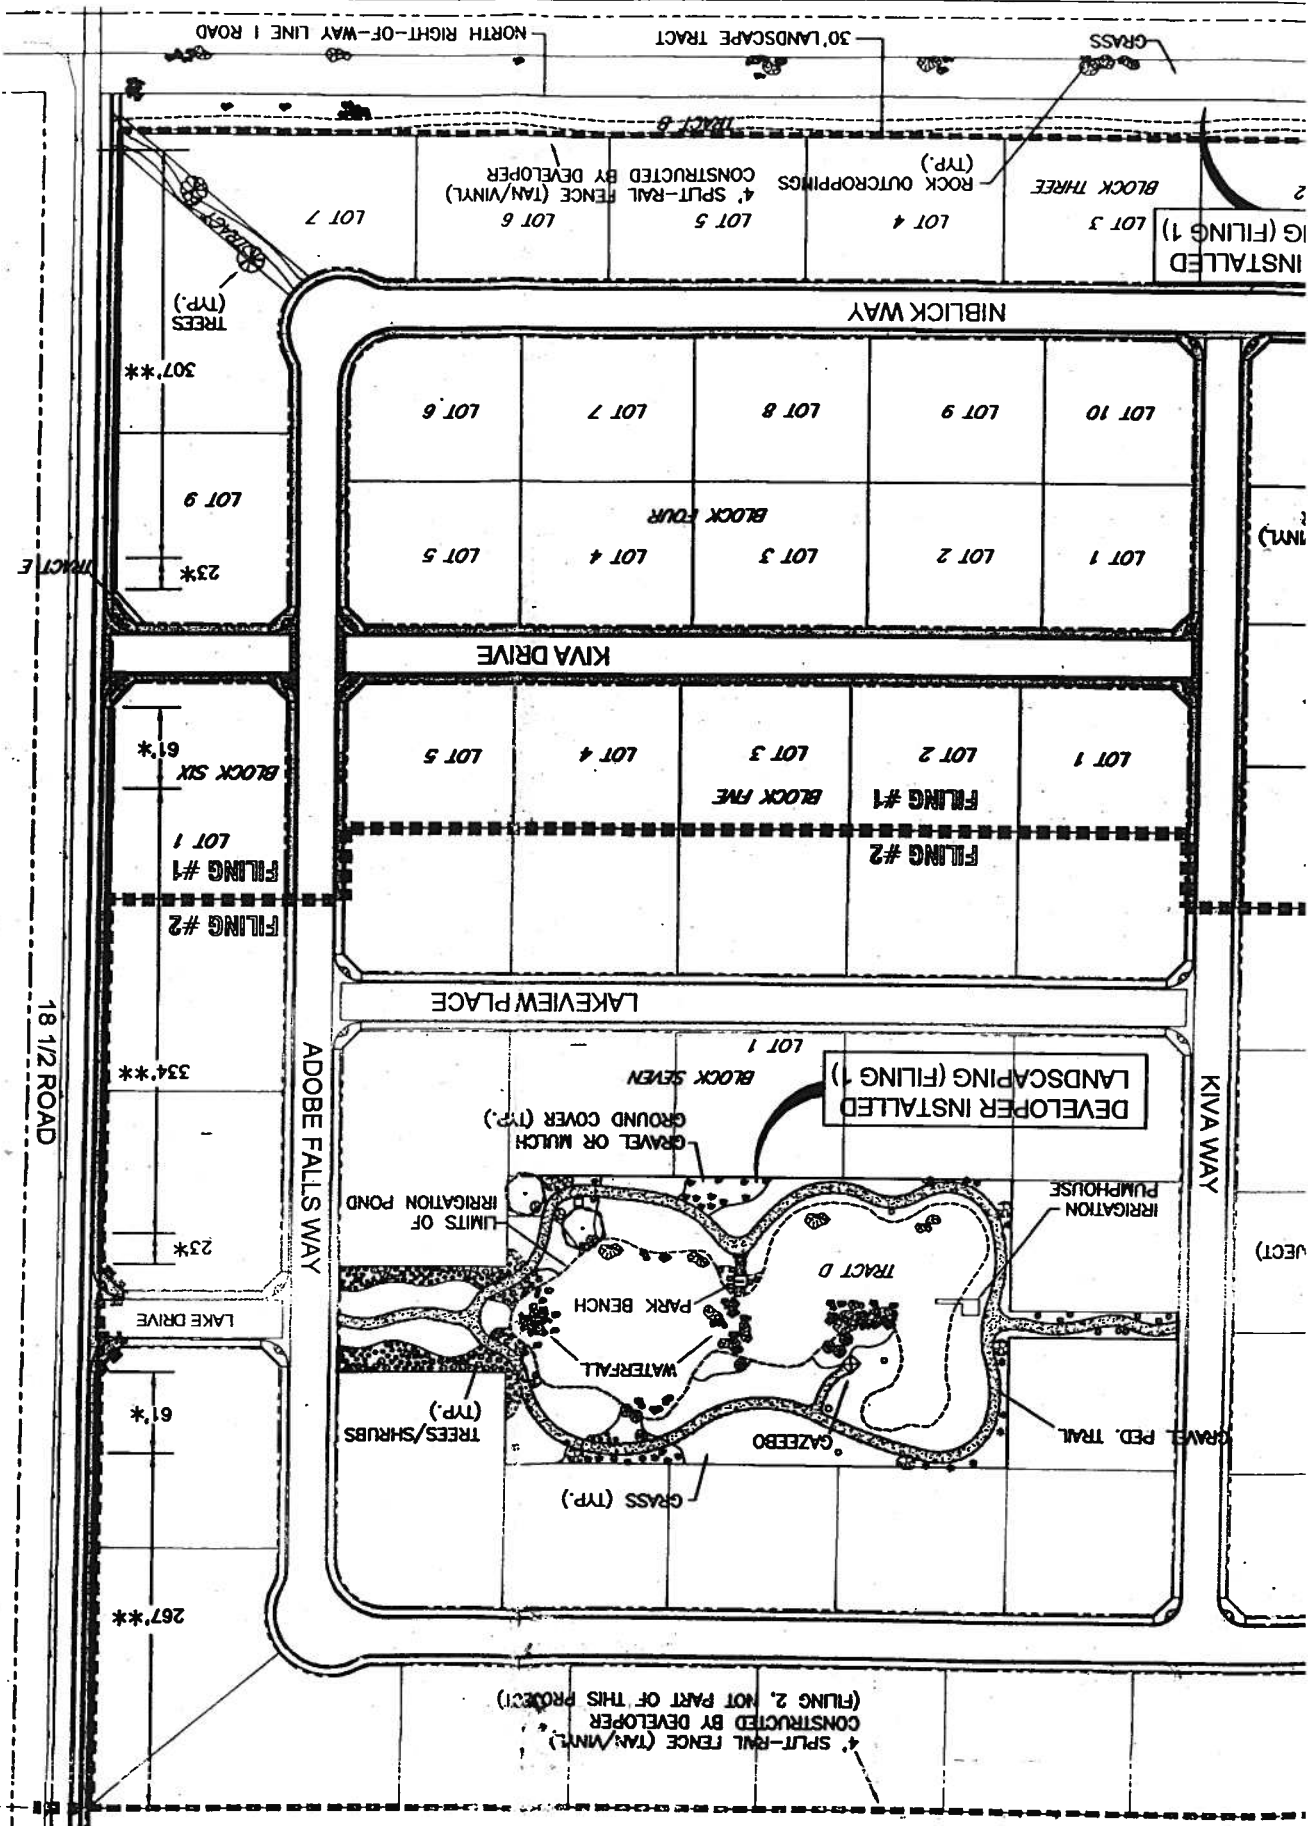 4' SPLIT-RAIL FENCE (TAN/VINYL)
CONSTRUCTED BY DEVELOPER
(FILING 2, NOT PART OF THIS PROJECT)
267'**
GRASS (TYP.)
GRAVEL PED. TRAIL
GAZEEBO
TREES/SHRUBS
(TYP.)
61'*
WATERFALL
LAKE DRIVE
PARK BENCH
TRACT D
JECT)
23*
IRRIGATION
PUMPHOUSE
LIMITS OF
IRRIGATION POND
KIVA WAY
ADOBE FALLS WAY
18 1/2 ROAD
GRAVEL OR MULCH
GROUND COVER (TYP.)
DEVELOPER INSTALLED
LANDSCAPING (FILING 1)
BLOCK SEVEN
LOT 1
334'**
LAKEVIEW PLACE
FILING #2
FILING #1
LOT 1
FILING #2
FILING #1
BLOCK FIVE
BLOCK SIX
61'*
LOT 1
LOT 2
LOT 3
LOT 4
LOT 5
KIVA DRIVE
TRACT E
23*
LOT 1
LOT 2
LOT 3
LOT 4
LOT 5
BLOCK FOUR
LOT 9
INYL)
LOT 10
LOT 9
LOT 8
LOT 7
LOT 6
307'**
NIBLICK WAY
TREES
(TYP.)
INSTALLED
G (FILING 1)
2
LOT 3
BLOCK THREE
LOT 4
LOT 5
LOT 6
LOT 7
ROCK OUTCROPPINGS
(TYP.)
4' SPLIT-RAIL FENCE (TAN/VINYL)
CONSTRUCTED BY DEVELOPER
TRACT B
GRASS
30' LANDSCAPE TRACT
NORTH RIGHT-OF-WAY LINE I ROAD